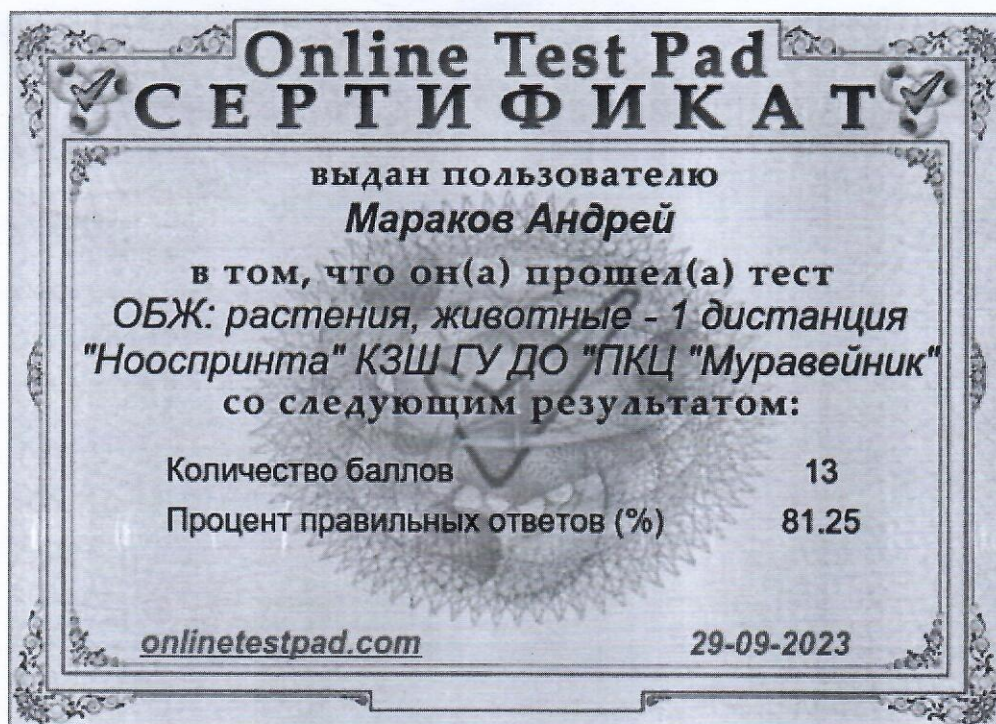 Online Test Pad
СЕРТИФИКАТ
выдан пользователю
Мараков Андрей
в том, что он(а) прошел(а) тест
ОБЖ: растения, животные - 1 дистанция
"Нооспринта" КЗШ ГУ ДО "ПКЦ "Муравейник"
со следующим результатом:
Количество баллов 13
Процент правильных ответов (%) 81.25
onlinetestpad.com 29-09-2023